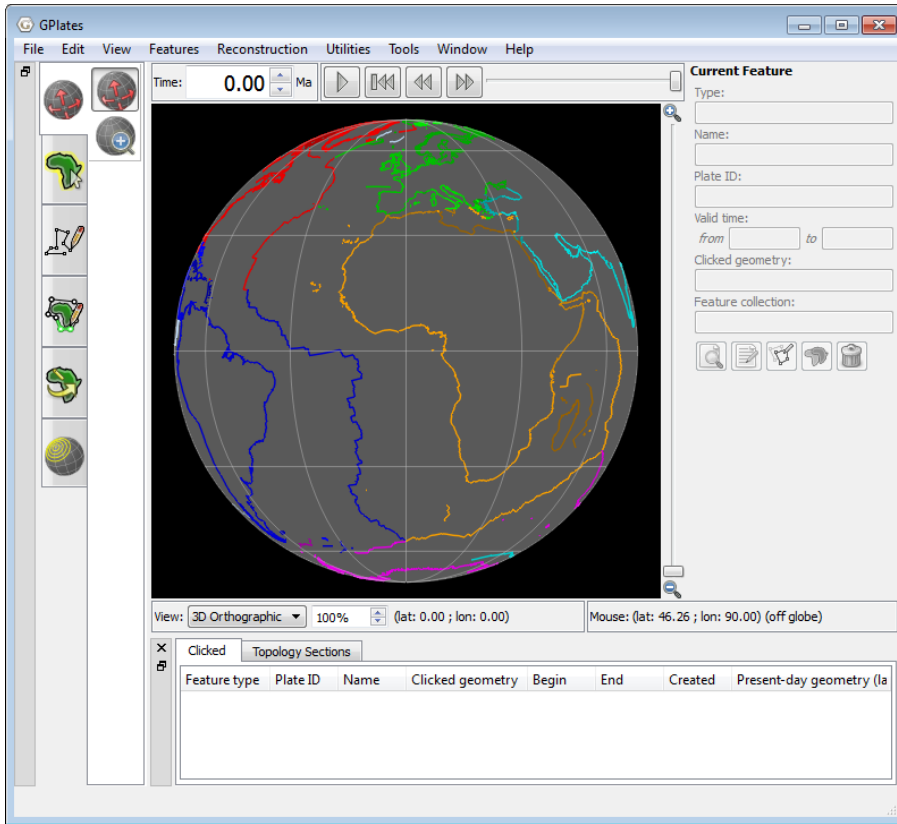 GPlates
File Edit View Features Reconstruction Utilities Tools Window Help
Time: 0.00 Ma
Current Feature
Type:
Name:
Plate ID:
Valid time:
from to
Clicked geometry:
Feature collection:
View: 3D Orthographic 100% (lat: 0.00 ; lon: 0.00) Mouse: (lat: 46.26 ; lon: 90.00) (off globe)
Clicked Topology Sections
Feature type Plate ID Name Clicked geometry Begin End Created Present-day geometry (la